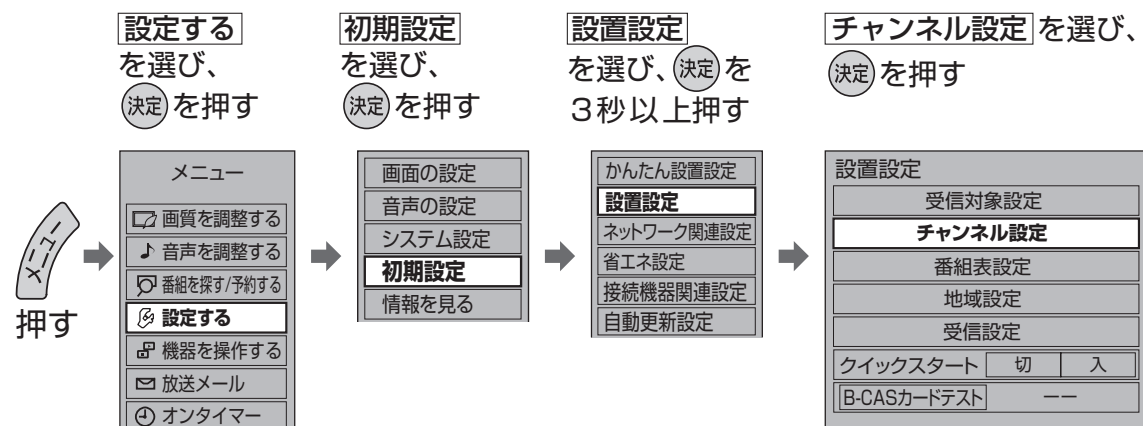 設定する
を選び、
決定を押す
初期設定
を選び、
決定を押す
設置設定
を選び、決定を
3秒以上押す
チャンネル設定を選び、
決定を押す
メニュー
押す
メニュー
画質を調整する
音声を調整する
番組を探す/予約する
設定する
機器を操作する
放送メール
オンタイマー
画面の設定
音声の設定
システム設定
初期設定
情報を見る
かんたん設置設定
設置設定
ネットワーク関連設定
省エネ設定
接続機器関連設定
自動更新設定
設置設定
受信対象設定
チャンネル設定
番組表設定
地域設定
受信設定
クイックスタート 切 入
B-CASカードテスト ーー